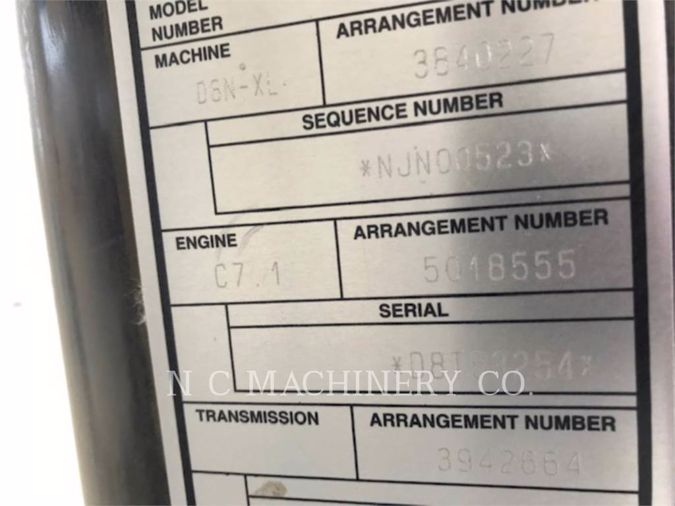 MODEL
NUMBER
ARRANGEMENT NUMBER
MACHINE
D6N-XL
3840227
SEQUENCE NUMBER
*NJN00523*
ENGINE
ARRANGEMENT NUMBER
C7.1
5018555
SERIAL
N C MACHINERY CO.
TRANSMISSION
ARRANGEMENT NUMBER
3942664